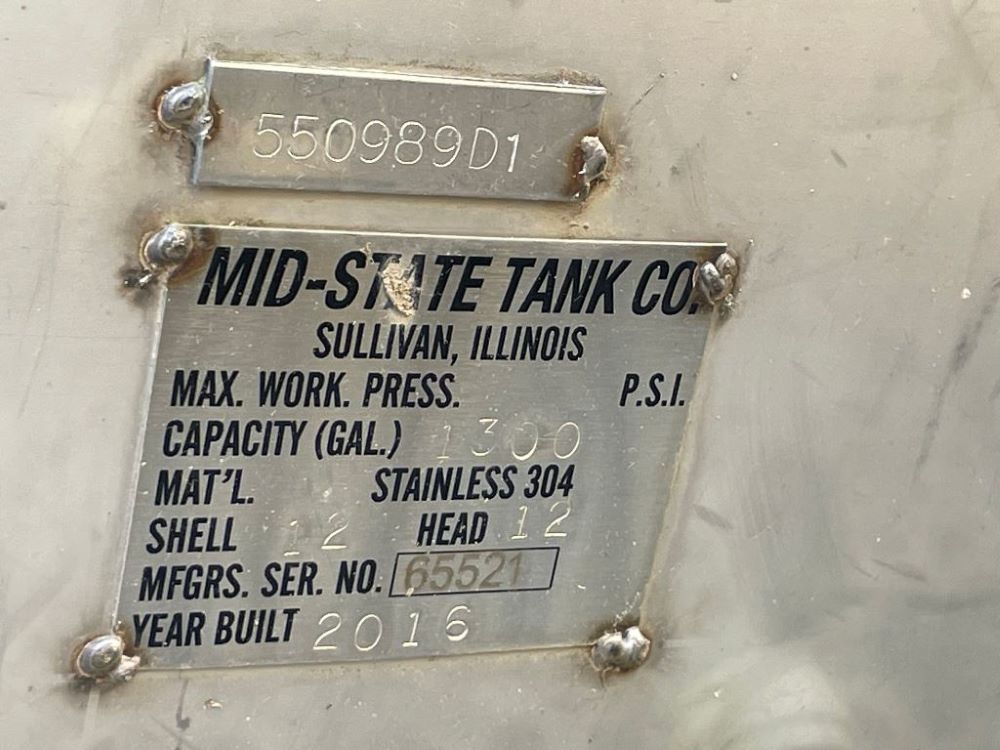 550989D1
MID-STATE TANK CO.
SULLIVAN, ILLINOIS
MAX. WORK. PRESS. P.S.I.
CAPACITY (GAL.) 1300
MAT'L. STAINLESS 304
SHELL 12 HEAD 12
MFGRS. SER. NO. 65521
YEAR BUILT 2016